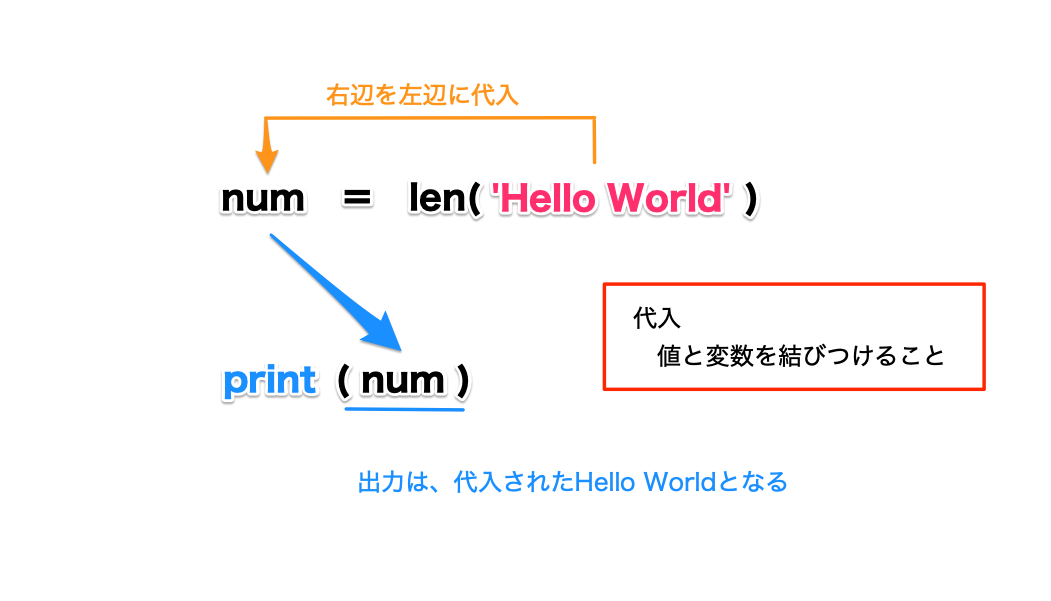 右辺を左辺に代入
num = len( 'Hello World' )
代入
値と変数を結びつけること
print ( num )
出力は、代入されたHello Worldとなる